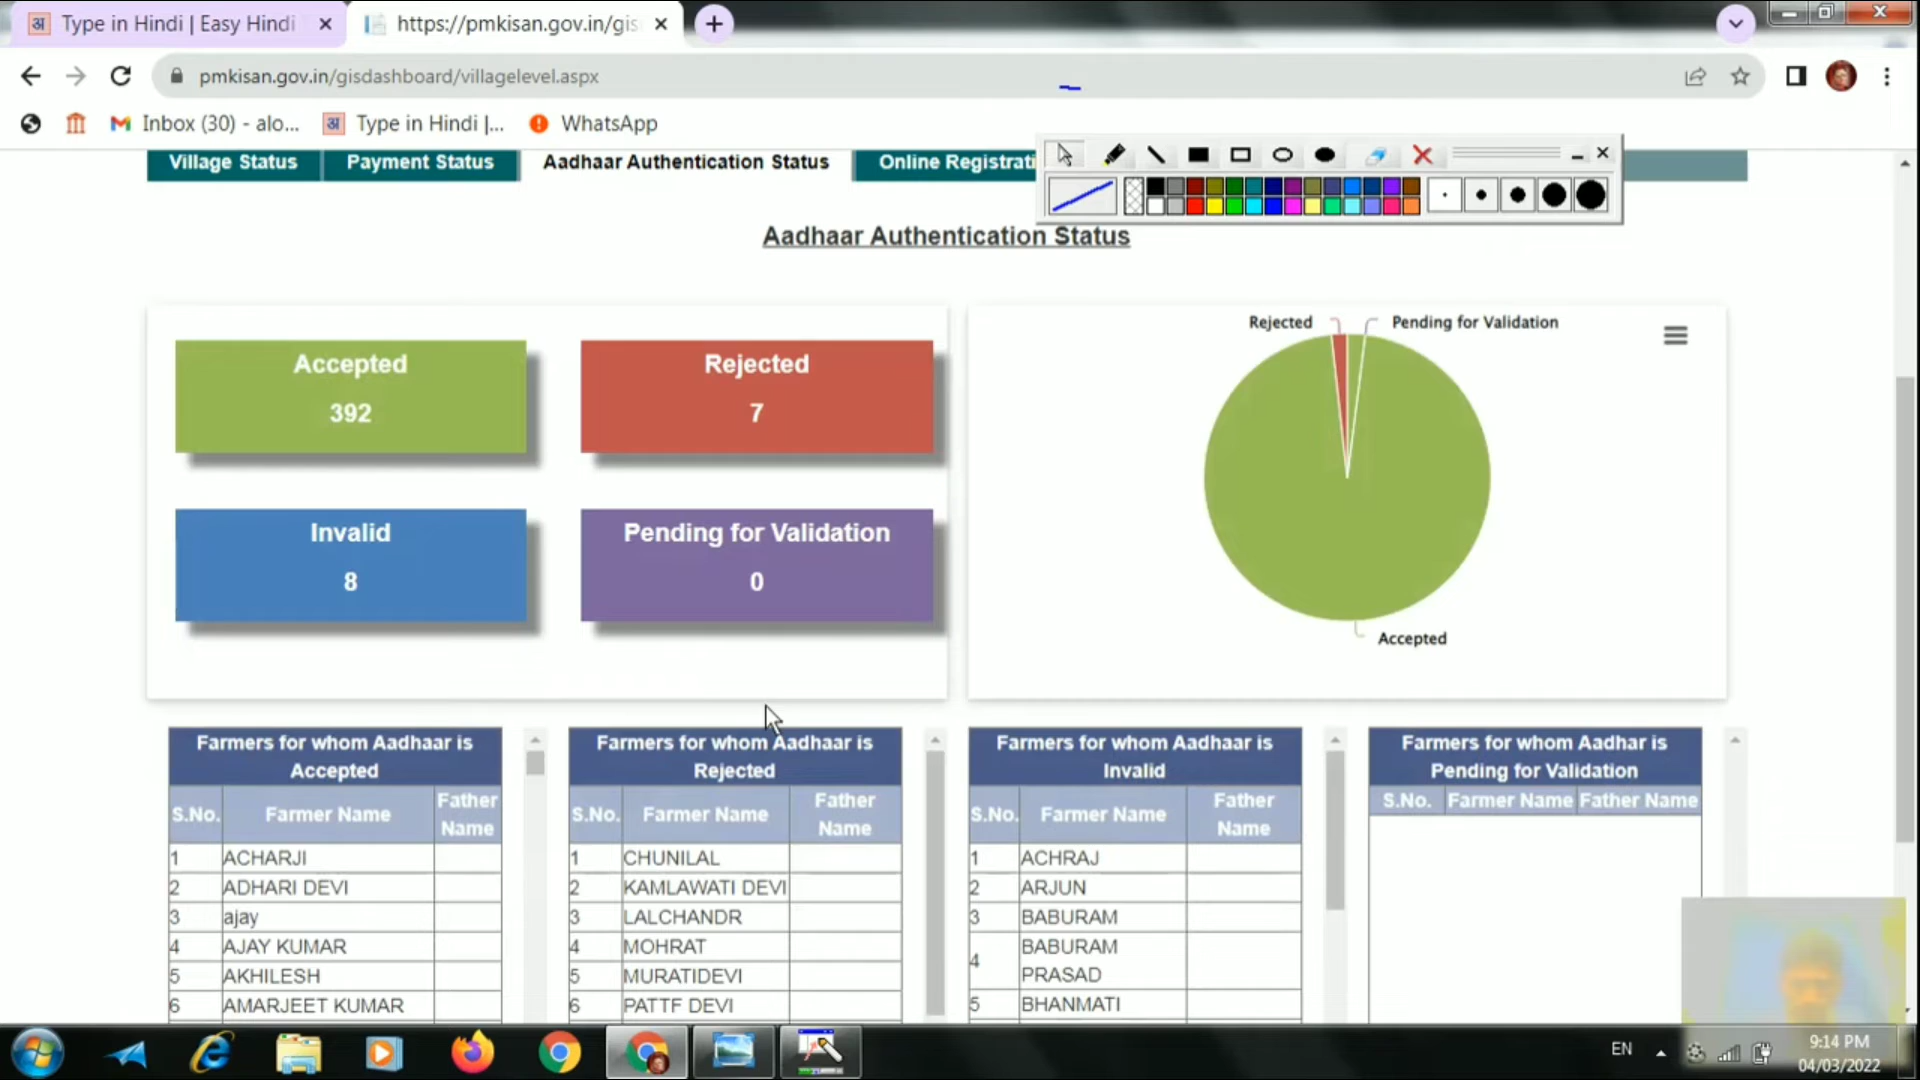 अ Type in Hindi | Easy Hindi
https://pmkisan.gov.in/gis
pmkisan.gov.in/gisdashboard/villagelevel.aspx
Inbox (30) - alo...
अ Type in Hindi |...
WhatsApp
Village Status
Payment Status
Aadhaar Authentication Status
Online Registrati
Aadhaar Authentication Status
Accepted
392
Rejected
7
Invalid
8
Pending for Validation
0
Rejected
Pending for Validation
Accepted
Farmers for whom Aadhaar is
Accepted
S.No. Farmer Name Father
Name
1 ACHARJI
2 ADHARI DEVI
3 ajay
4 AJAY KUMAR
5 AKHILESH
6 AMARJEET KUMAR
Farmers for whom Aadhaar is
Rejected
S.No. Farmer Name Father
Name
1 CHUNILAL
2 KAMLAWATI DEVI
3 LALCHANDR
4 MOHRAT
5 MURATIDEVI
6 PATTF DEVI
Farmers for whom Aadhaar is
Invalid
S.No. Farmer Name Father
Name
1 ACHRAJ
2 ARJUN
3 BABURAM
4 BABURAM
PRASAD
5 BHANMATI
Farmers for whom Aadhar is
Pending for Validation
S.No. Farmer Name Father Name
EN
9:14 PM
04/03/2022